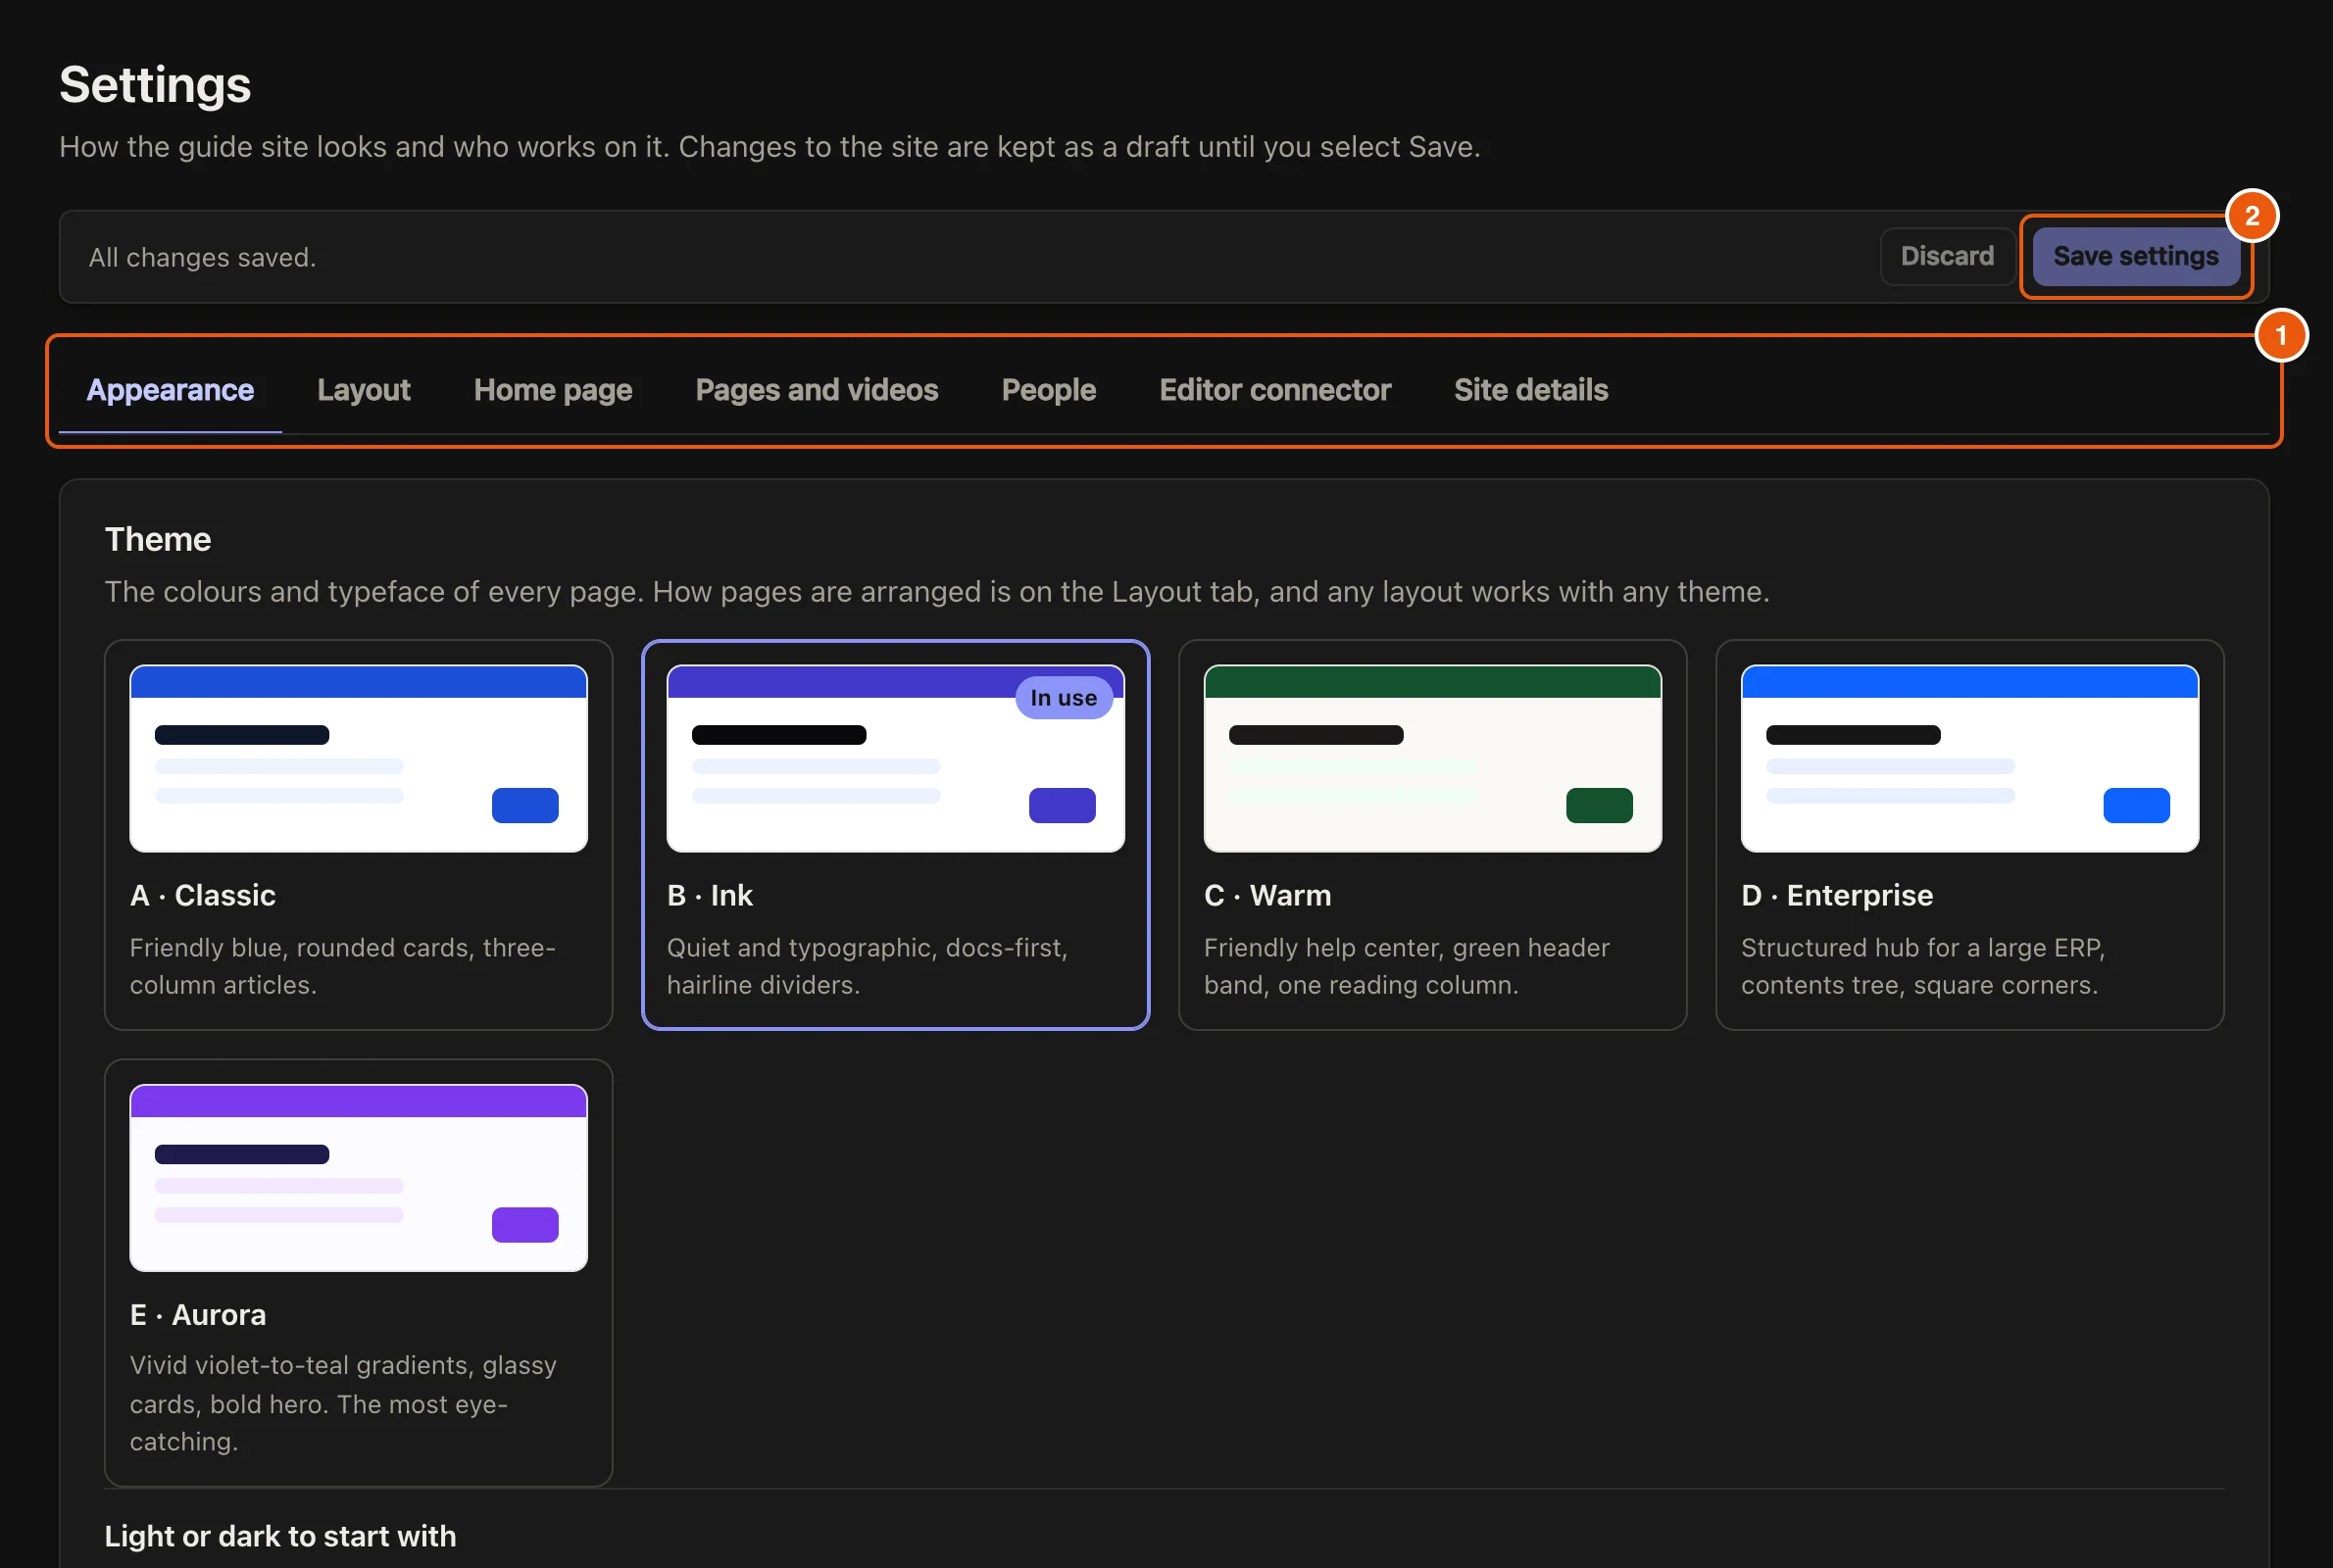 Settings
How the guide site looks and who works on it. Changes to the site are kept as a draft until you select Save.
All changes saved.
Discard
Save settings
2
1
Appearance
Layout
Home page
Pages and videos
People
Editor connector
Site details
Theme
The colours and typeface of every page. How pages are arranged is on the Layout tab, and any layout works with any theme.
A · Classic
Friendly blue, rounded cards, three-
column articles.
In use
B · Ink
Quiet and typographic, docs-first,
hairline dividers.
C · Warm
Friendly help center, green header
band, one reading column.
D · Enterprise
Structured hub for a large ERP,
contents tree, square corners.
E · Aurora
Vivid violet-to-teal gradients, glassy
cards, bold hero. The most eye-
catching.
Light or dark to start with